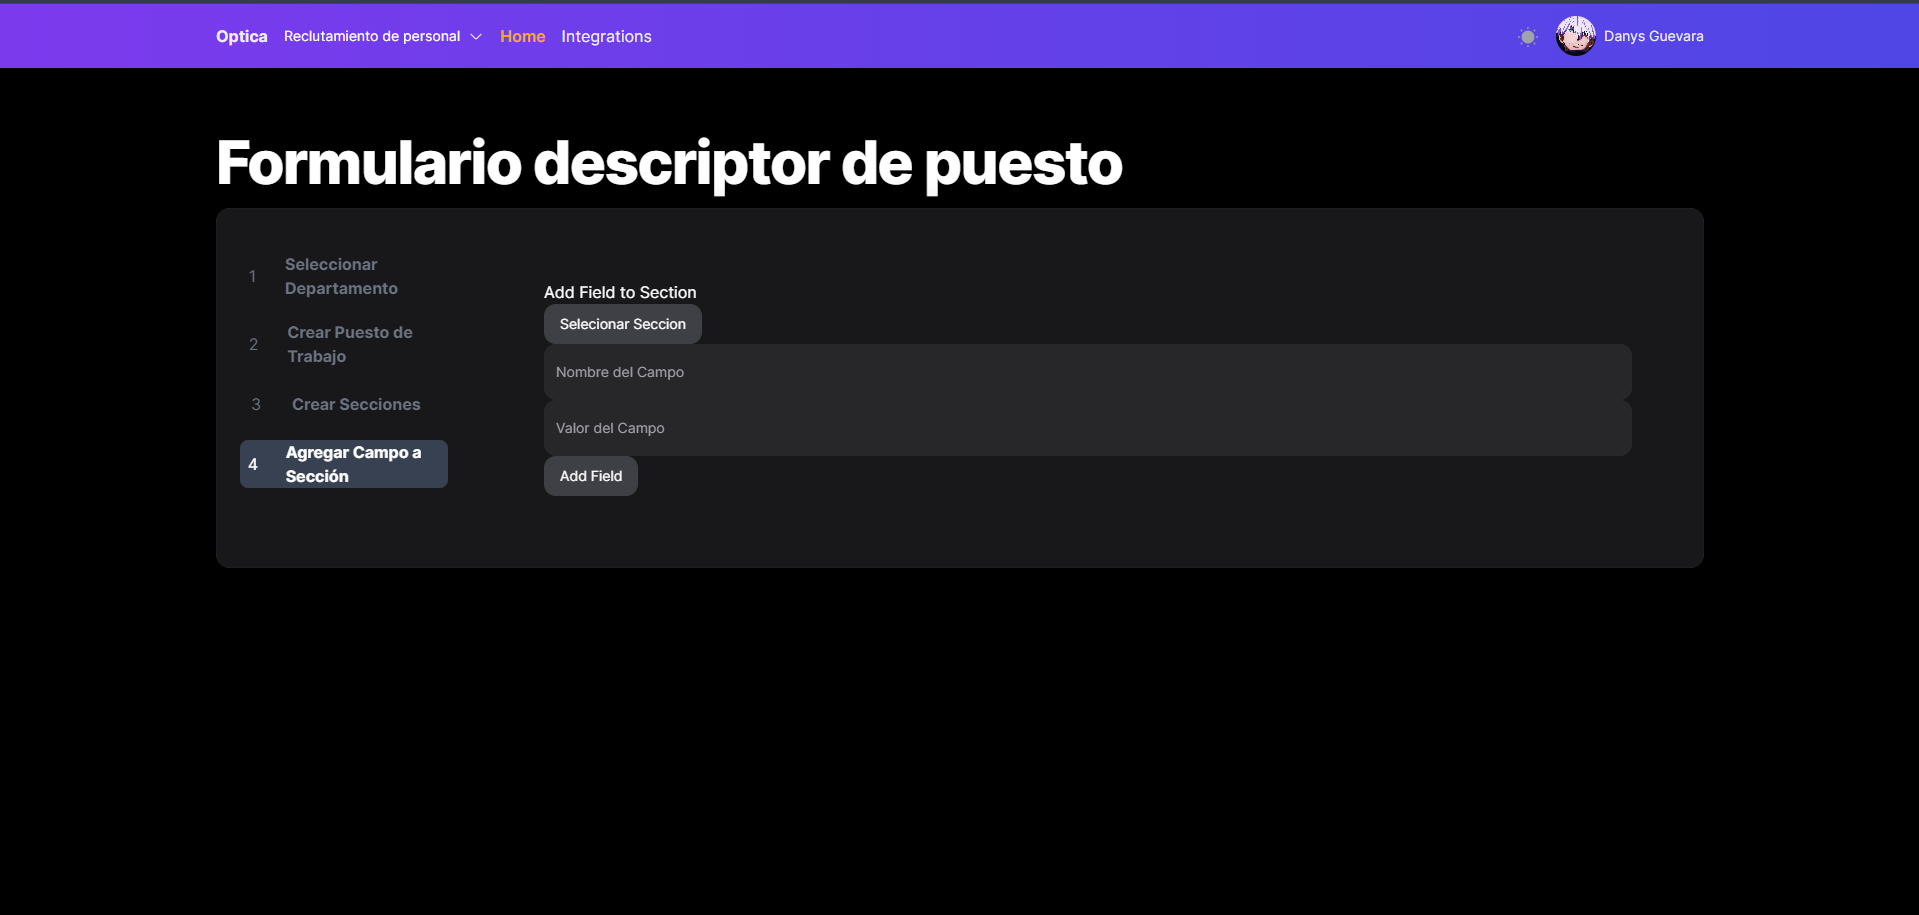 Optica
Reclutamiento de personal
Home
Integrations
Danys Guevara
Formulario descriptor de puesto
1
Seleccionar
Departamento
2
Crear Puesto de
Trabajo
3
Crear Secciones
4
Agregar Campo a
Sección
Add Field to Section
Selecionar Seccion
Nombre del Campo
Valor del Campo
Add Field